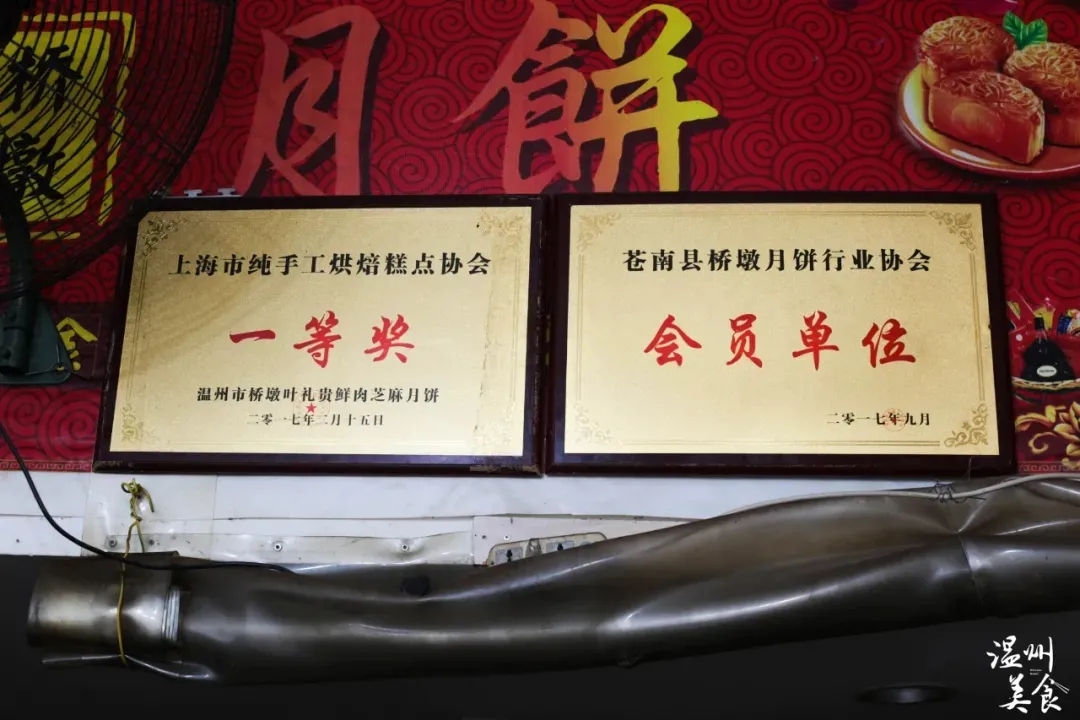 桥墩
月餅
上海市纯手工烘焙糕点协会
一等奖
温州市桥墩叶礼贵鲜肉芝麻月饼
二零一七年二月十五日
苍南县桥墩月饼行业协会
会员单位
二零一七年九月
温州
美食